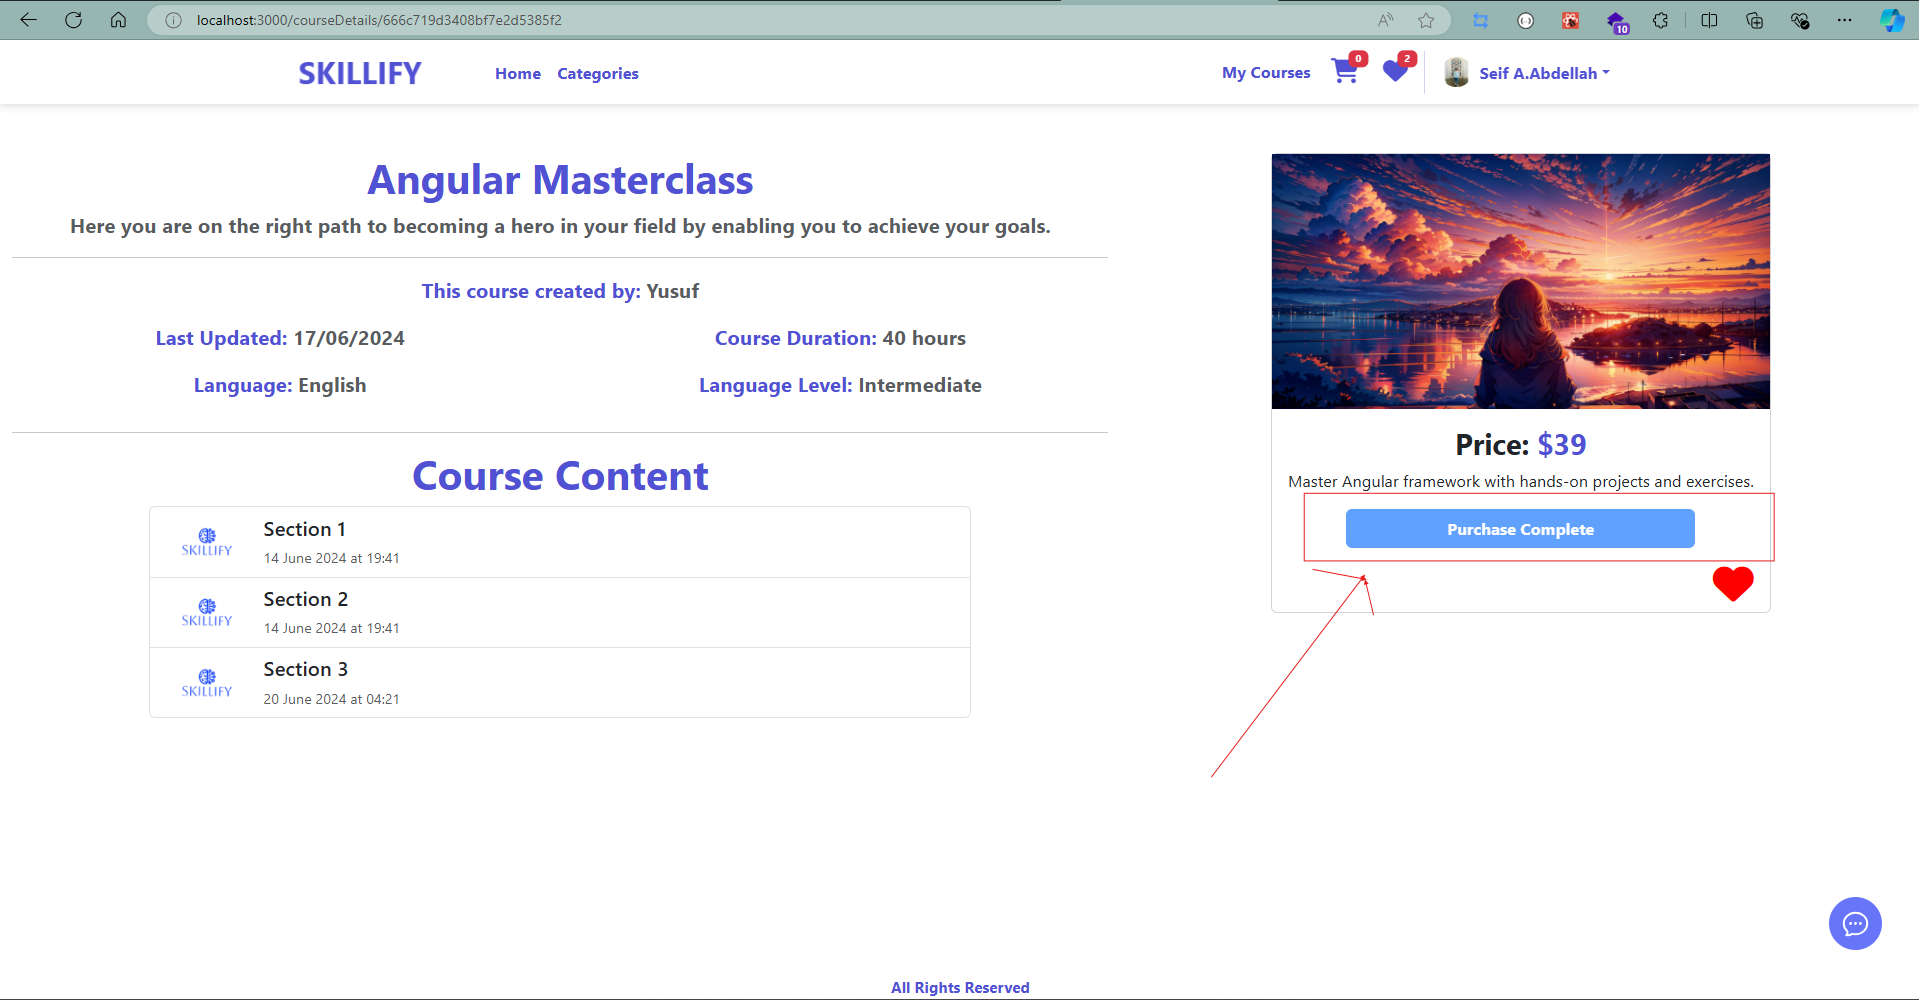 localhost:3000/courseDetails/666c719d3408bf7e2d5385f2
10
SKILLIFY
Home
Categories
My Courses
0
2
Seif A.Abdellah
Angular Masterclass
Here you are on the right path to becoming a hero in your field by enabling you to achieve your goals.
This course created by: Yusuf
Last Updated: 17/06/2024
Course Duration: 40 hours
Language: English
Language Level: Intermediate
Course Content
SKILLIFY
Section 1
14 June 2024 at 19:41
SKILLIFY
Section 2
14 June 2024 at 19:41
SKILLIFY
Section 3
20 June 2024 at 04:21
Price: $39
Master Angular framework with hands-on projects and exercises.
Purchase Complete
All Rights Reserved